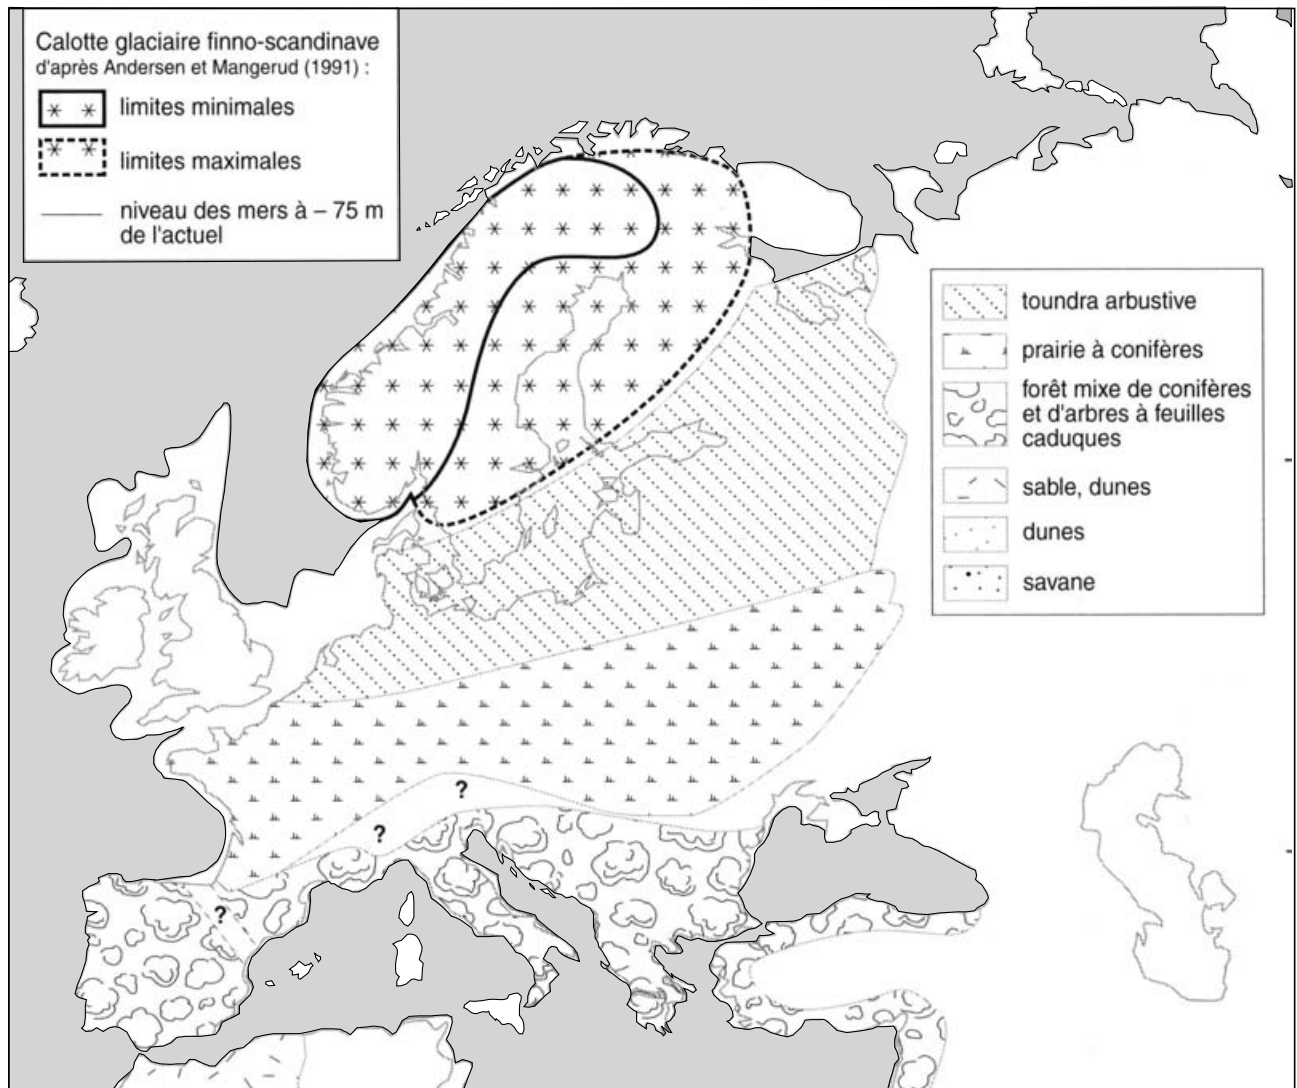 Calotte glaciaire finno-scandinave
d'après Andersen et Mangerud (1991) :
limites minimales
limites maximales
niveau des mers à – 75 m
de l'actuel
toundra arbustive
prairie à conifères
forêt mixe de conifères
et d'arbres à feuilles
caduques
sable, dunes
dunes
savane
?
?
?